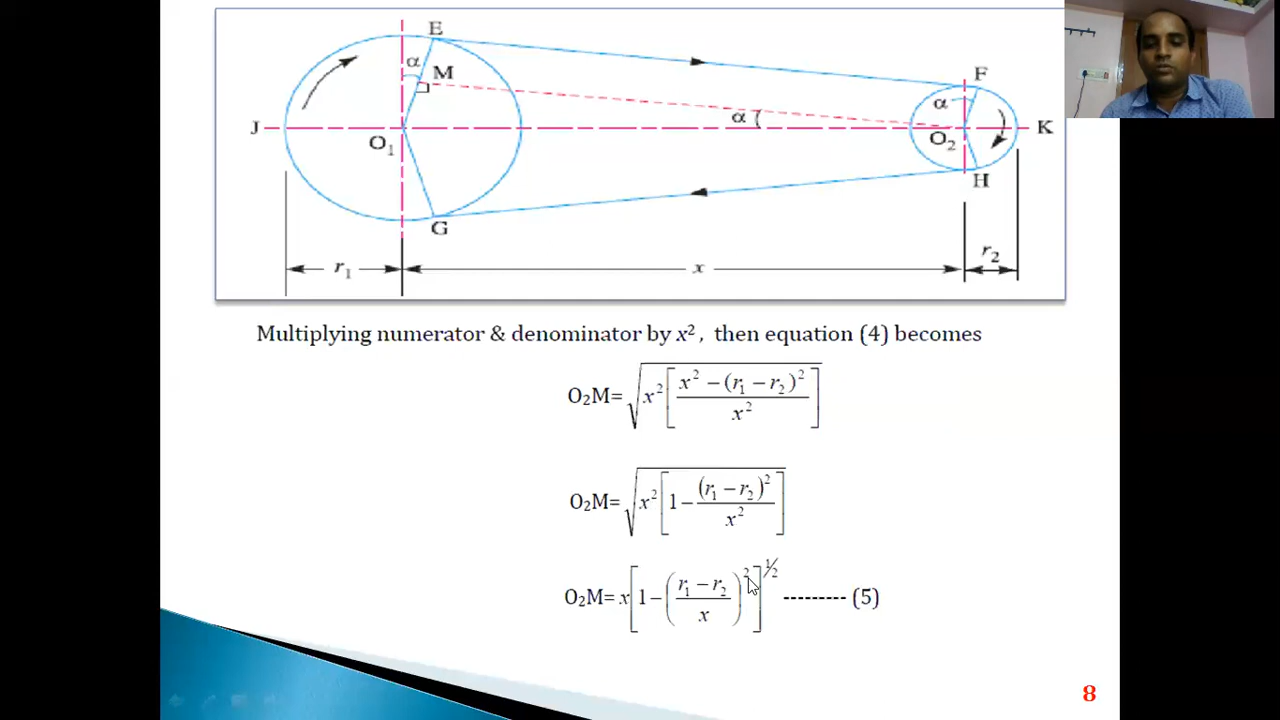 E
α
M
F
α
α
J
O₁
O₂
K
H
G
r₁
x
r₂
Multiplying numerator & denominator by x², then equation (4) becomes
O₂M= √(x² [ (x² − (r₁ − r₂)²) / x² ])
O₂M= √(x² [ 1 − (r₁ − r₂)² / x² ])
O₂M= x [ 1 − ( (r₁ − r₂) / x )² ]^½ --------- (5)
8